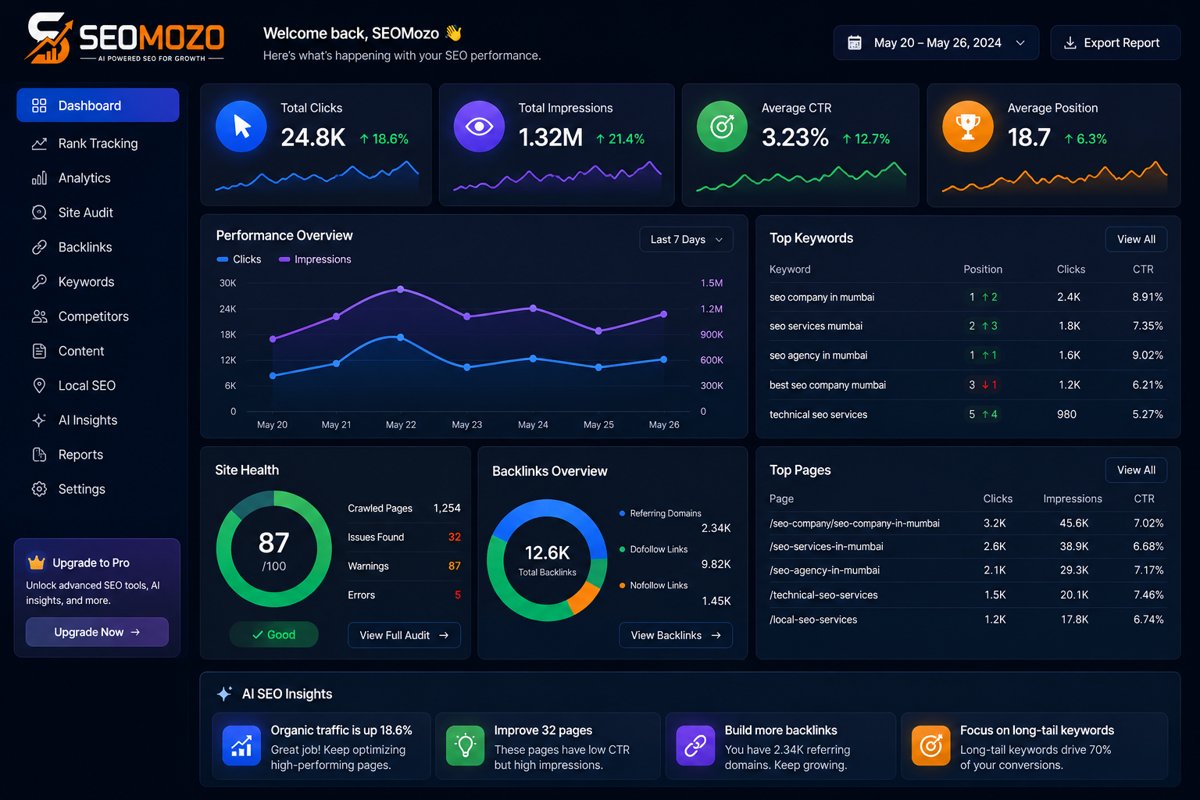 SEOMOZO
AI POWERED SEO FOR GROWTH
Welcome back, SEOMozo 👋
Here's what's happening with your SEO performance.
May 20 – May 26, 2024
Export Report
Dashboard
Rank Tracking
Analytics
Site Audit
Backlinks
Keywords
Competitors
Content
Local SEO
AI Insights
Reports
Settings
Upgrade to Pro
Unlock advanced SEO tools, AI
insights, and more.
Upgrade Now →
Total Clicks
24.8K ↑ 18.6%
Total Impressions
1.32M ↑ 21.4%
Average CTR
3.23% ↑ 12.7%
Average Position
18.7 ↑ 6.3%
Performance Overview
Last 7 Days
Clicks Impressions
30K 1.5M
24K 1.2M
18K 900K
12K 600K
6K 300K
0 0
May 20 May 21 May 22 May 23 May 24 May 25 May 26
Top Keywords
View All
Keyword Position Clicks CTR
seo company in mumbai 1 ↑ 2 2.4K 8.91%
seo services mumbai 2 ↑ 3 1.8K 7.35%
seo agency in mumbai 1 ↑ 1 1.6K 9.02%
best seo company mumbai 3 ↓ 1 1.2K 6.21%
technical seo services 5 ↑ 4 980 5.27%
Site Health
87
/100
✓ Good
Crawled Pages 1,254
Issues Found 32
Warnings 87
Errors 5
View Full Audit →
Backlinks Overview
12.6K
Total Backlinks
Referring Domains
2.34K
Dofollow Links
9.82K
Nofollow Links
1.45K
View Backlinks →
Top Pages
View All
Page Clicks Impressions CTR
/seo-company/seo-company-in-mumbai 3.2K 45.6K 7.02%
/seo-services-in-mumbai 2.6K 38.9K 6.68%
/seo-agency-in-mumbai 2.1K 29.3K 7.17%
/technical-seo-services 1.5K 20.1K 7.46%
/local-seo-services 1.2K 17.8K 6.74%
AI SEO Insights
Organic traffic is up 18.6%
Great job! Keep optimizing
high-performing pages.
Improve 32 pages
These pages have low CTR
but high impressions.
Build more backlinks
You have 2.34K referring
domains. Keep growing.
Focus on long-tail keywords
Long-tail keywords drive 70%
of your conversions.